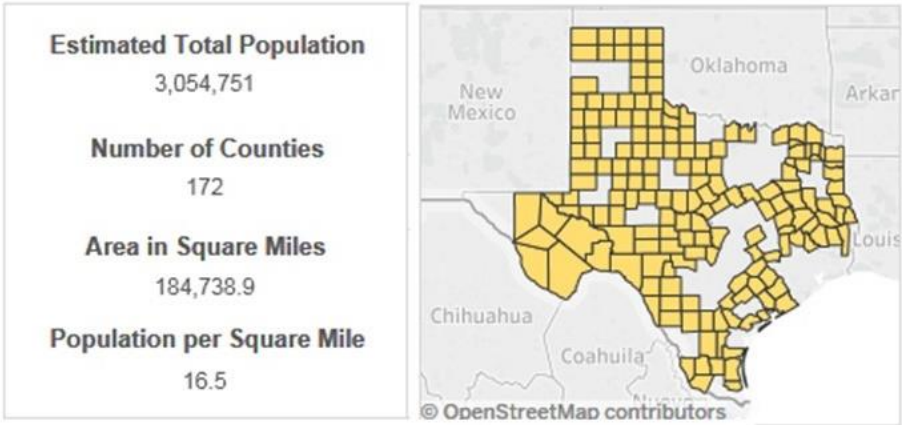 Estimated Total Population
3,054,751
Number of Counties
172
Area in Square Miles
184,738.9
Population per Square Mile
16.5
Oklahoma
New
Mexico
Arkan
Louis
Chihuahua
Coahuila
© OpenStreetMap contributors